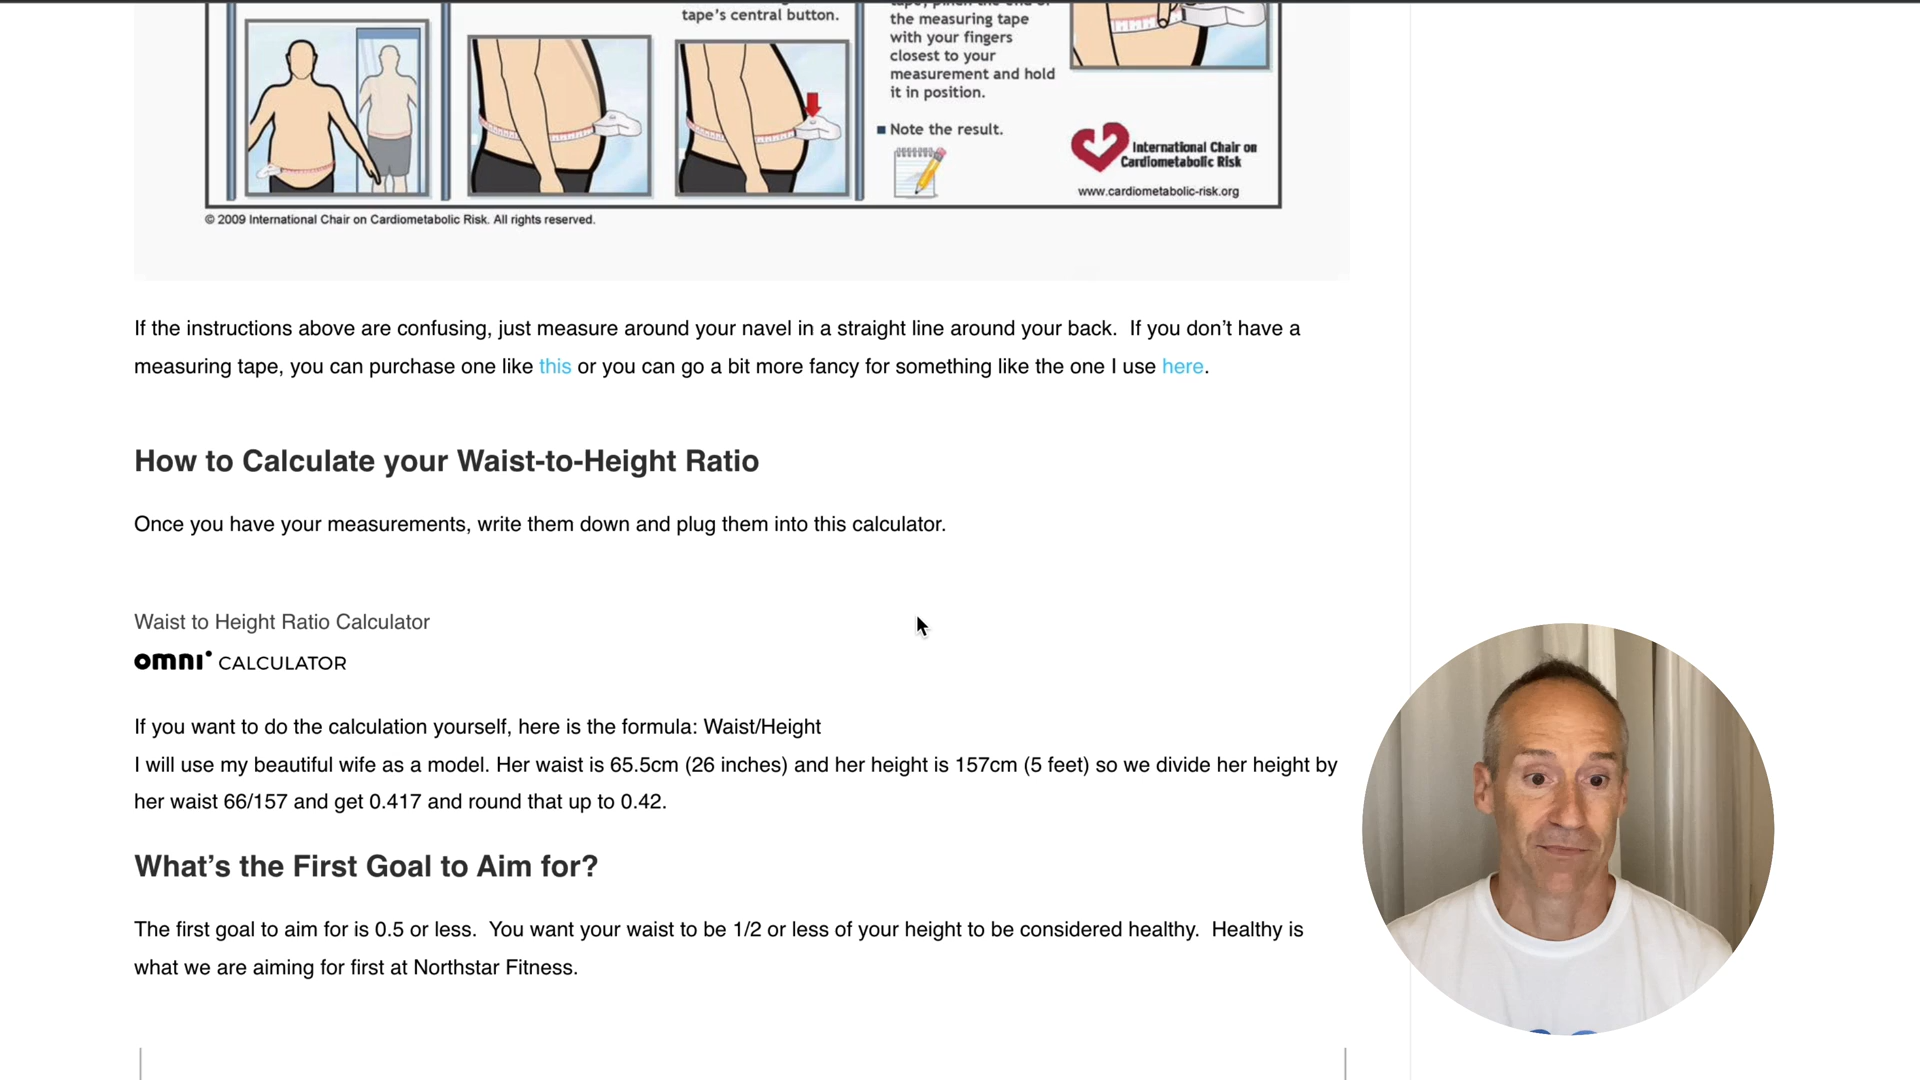 tape's central button.
the measuring tape
with your fingers
closest to your
measurement and hold
it in position.
Note the result.
International Chair on
Cardiometabolic Risk
www.cardiometabolic-risk.org
© 2009 International Chair on Cardiometabolic Risk. All rights reserved.
If the instructions above are confusing, just measure around your navel in a straight line around your back.  If you don’t have a
measuring tape, you can purchase one like this or you can go a bit more fancy for something like the one I use here.
How to Calculate your Waist-to-Height Ratio
Once you have your measurements, write them down and plug them into this calculator.
Waist to Height Ratio Calculator
omni CALCULATOR
If you want to do the calculation yourself, here is the formula: Waist/Height
I will use my beautiful wife as a model. Her waist is 65.5cm (26 inches) and her height is 157cm (5 feet) so we divide her height by
her waist 66/157 and get 0.417 and round that up to 0.42.
What’s the First Goal to Aim for?
The first goal to aim for is 0.5 or less.  You want your waist to be 1/2 or less of your height to be considered healthy.  Healthy is
what we are aiming for first at Northstar Fitness.